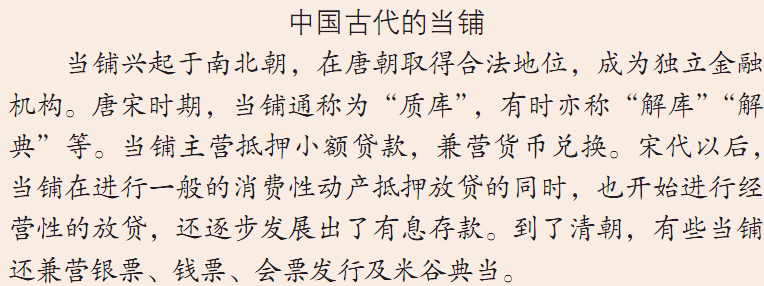 中国古代的当铺
当铺兴起于南北朝，在唐朝取得合法地位，成为独立金融
机构。唐宋时期，当铺通称为“质库”，有时亦称“解库”“解
典”等。当铺主营抵押小额贷款，兼营货币兑换。宋代以后，
当铺在进行一般的消费性动产抵押放贷的同时，也开始进行经
营性的放贷，还逐步发展出了有息存款。到了清朝，有些当铺
还兼营银票、钱票、会票发行及米谷典当。